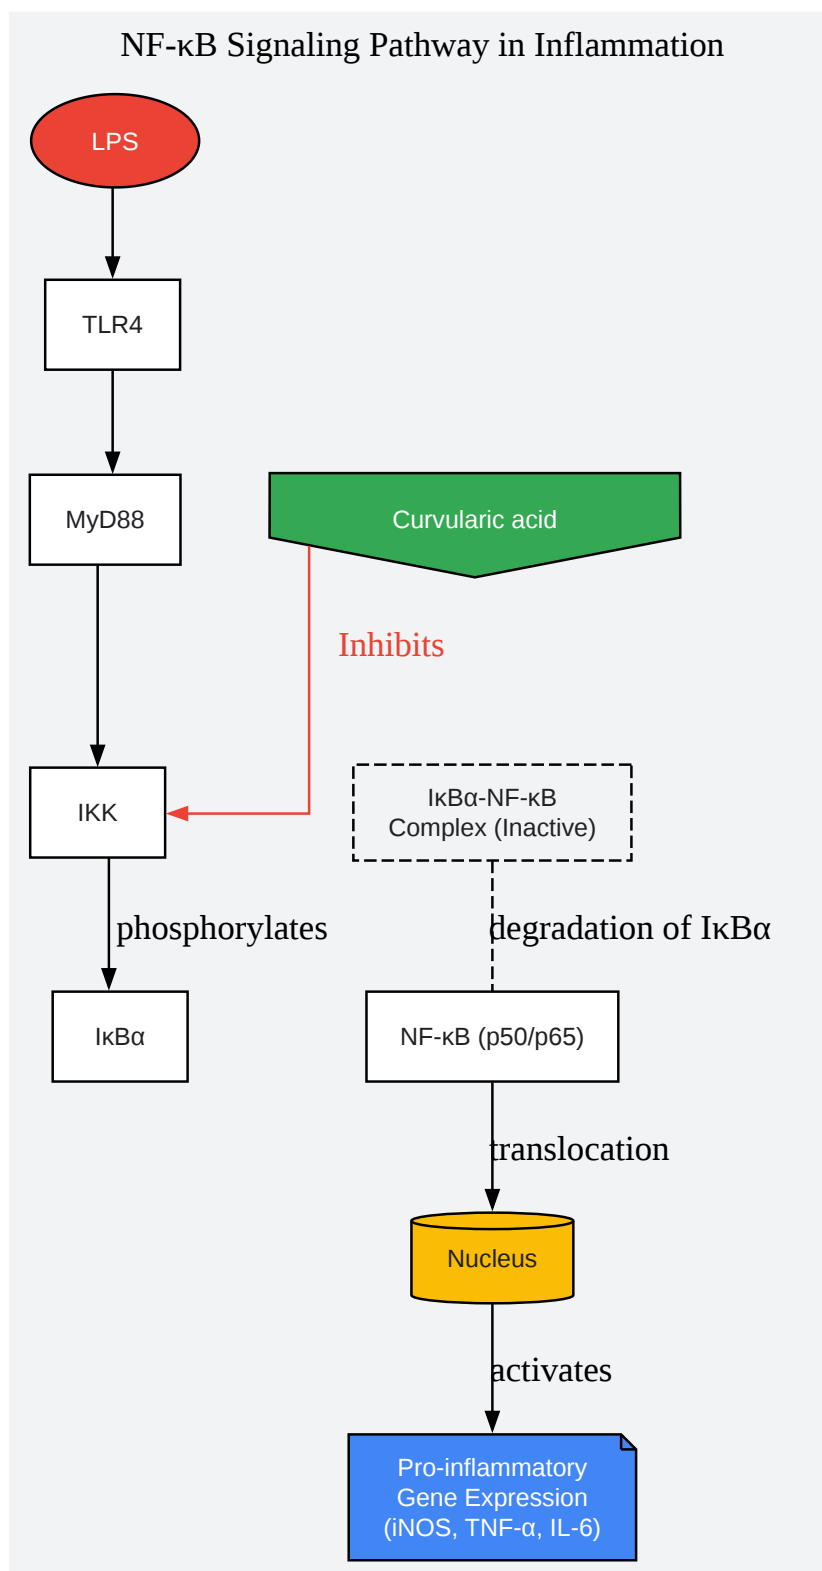 NF-κB Signaling Pathway in Inflammation
LPS
TLR4
MyD88
Curvularic acid
Inhibits
IKK
IκBα-NF-κB
Complex (Inactive)
phosphorylates
degradation of IκBα
IκBα
NF-κB (p50/p65)
translocation
Nucleus
activates
Pro-inflammatory
Gene Expression
(iNOS, TNF-α, IL-6)